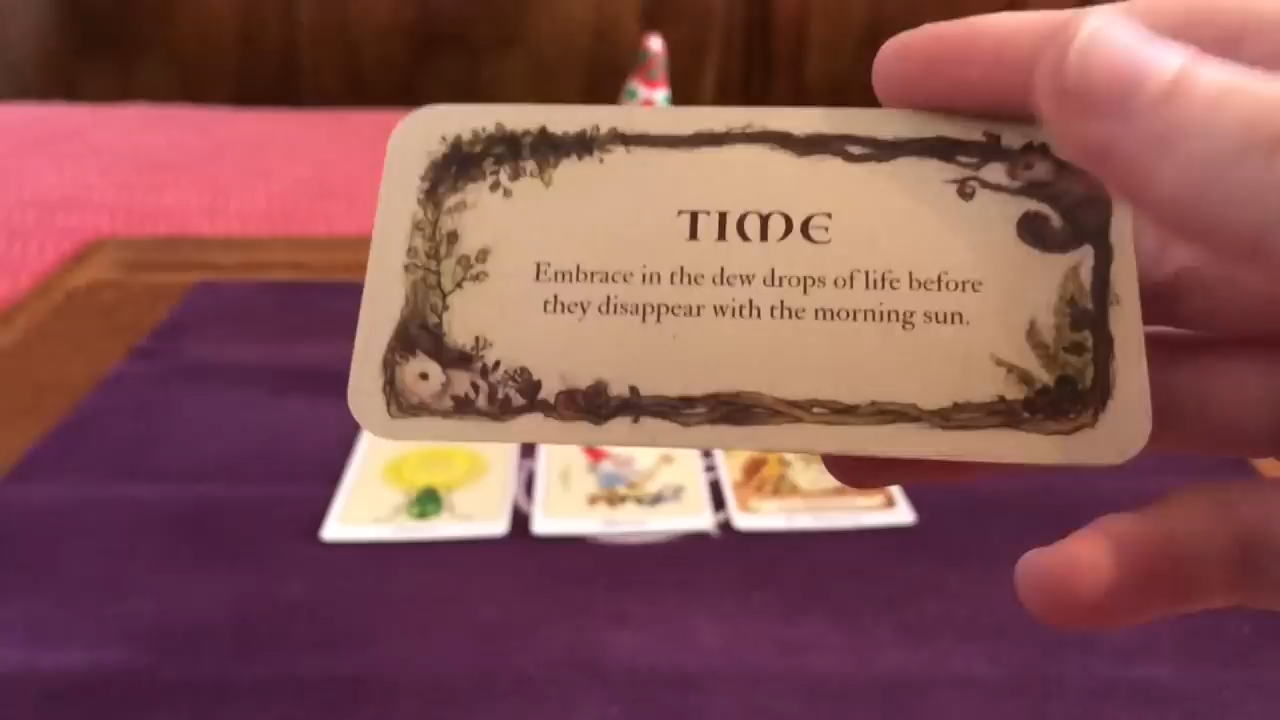 TIME
Embrace in the dew drops of life before
they disappear with the morning sun.